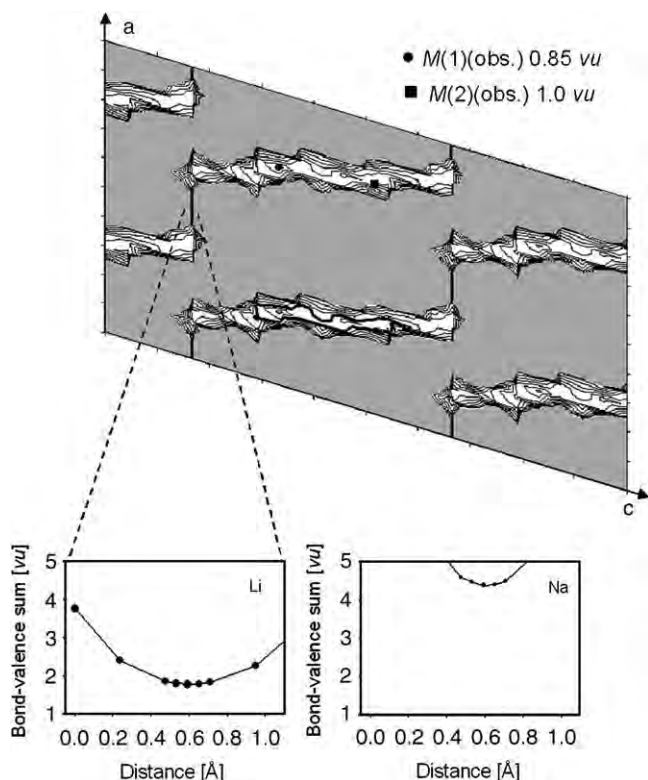 a
M(1)(obs.) 0.85 vu
M(2)(obs.) 1.0 vu
c
Bond-valence sum [vu]
5
4
3
2
1
Li
0.0 0.2 0.4 0.6 0.8 1.0
Distance [Å]
Bond-valence sum [vu]
5
4
3
2
1
Na
0.0 0.2 0.4 0.6 0.8 1.0
Distance [Å]